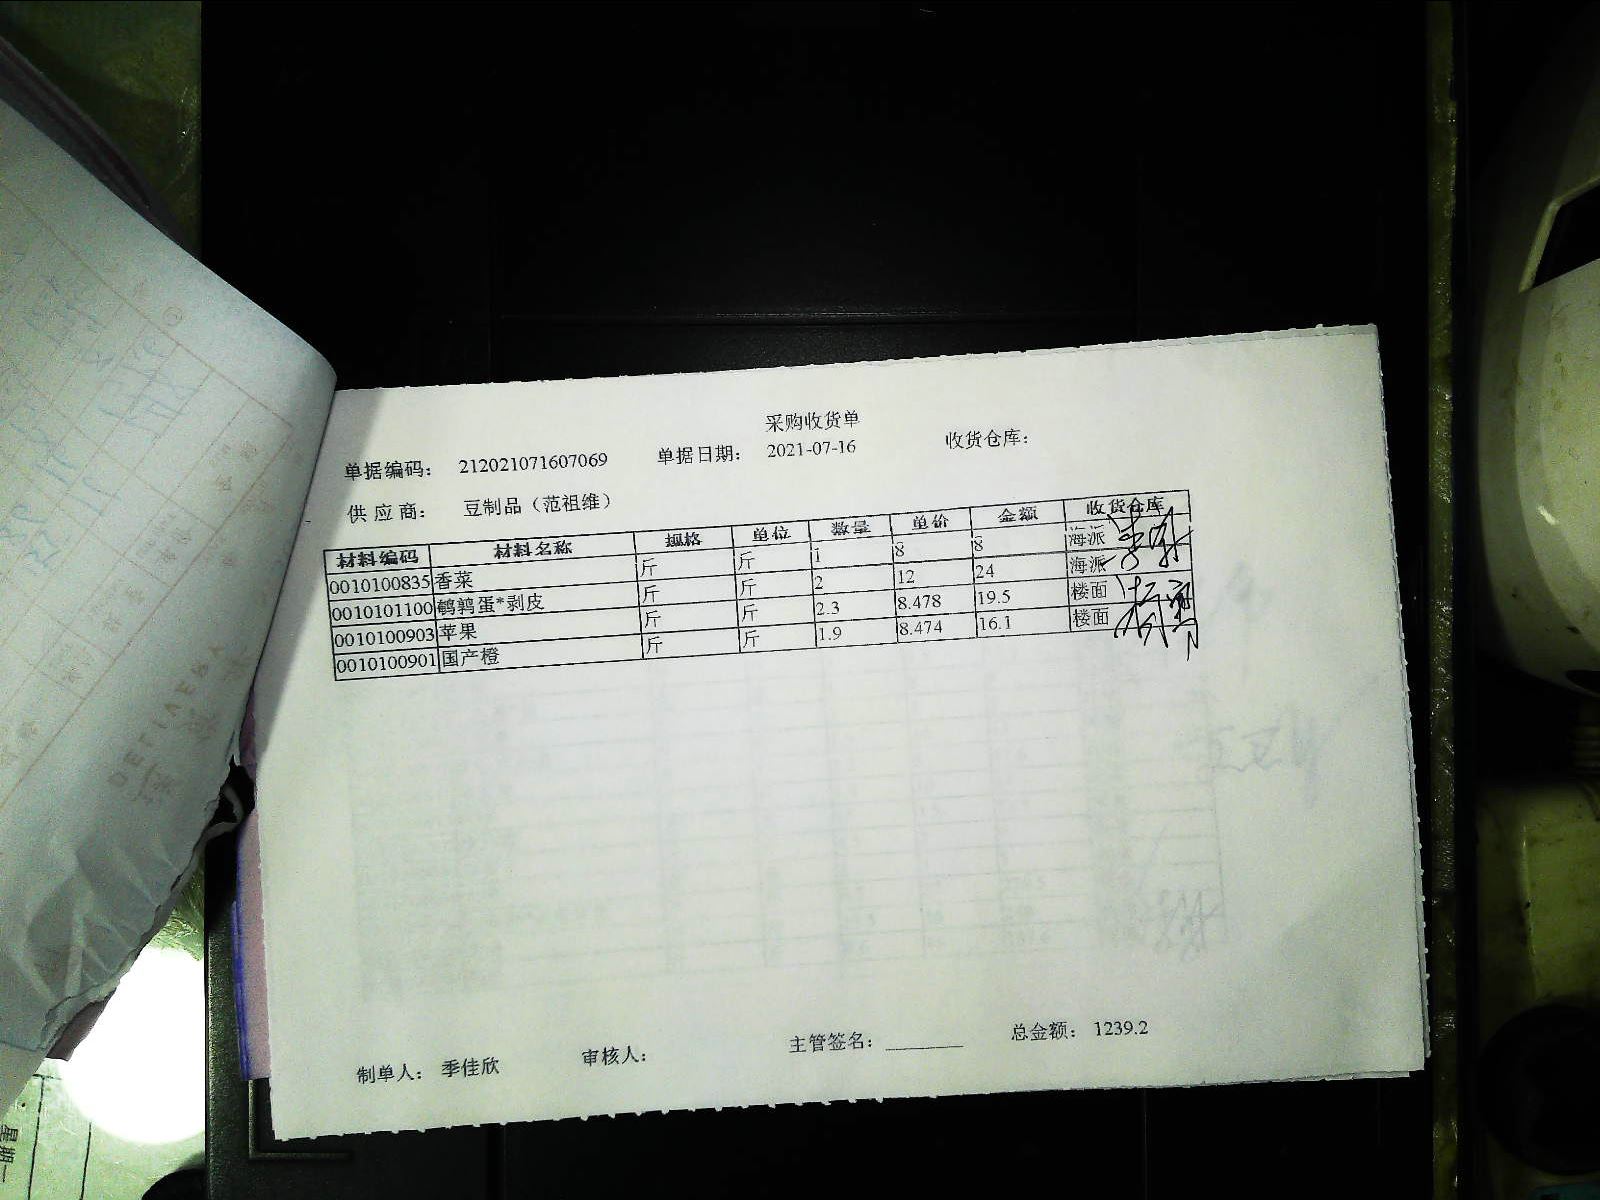 采购收货单
单据编码： 212021071607069 单据日期： 2021-07-16 收货仓库：
供应商： 豆制品（范祖维）
材料编码 材料名称 规格 单位 数量 单价 金额 收货仓库
0010100835 香菜 斤 斤 1 8 8 海派
0010101100 鹌鹑蛋*剥皮 斤 斤 2 12 24 海派
0010100903 苹果 斤 斤 2.3 8.478 19.5 楼面
0010100901 国产橙 斤 斤 1.9 8.474 16.1 楼面
制单人： 季佳欣 审核人： 主管签名： 总金额： 1239.2
DELIVERY
星期一